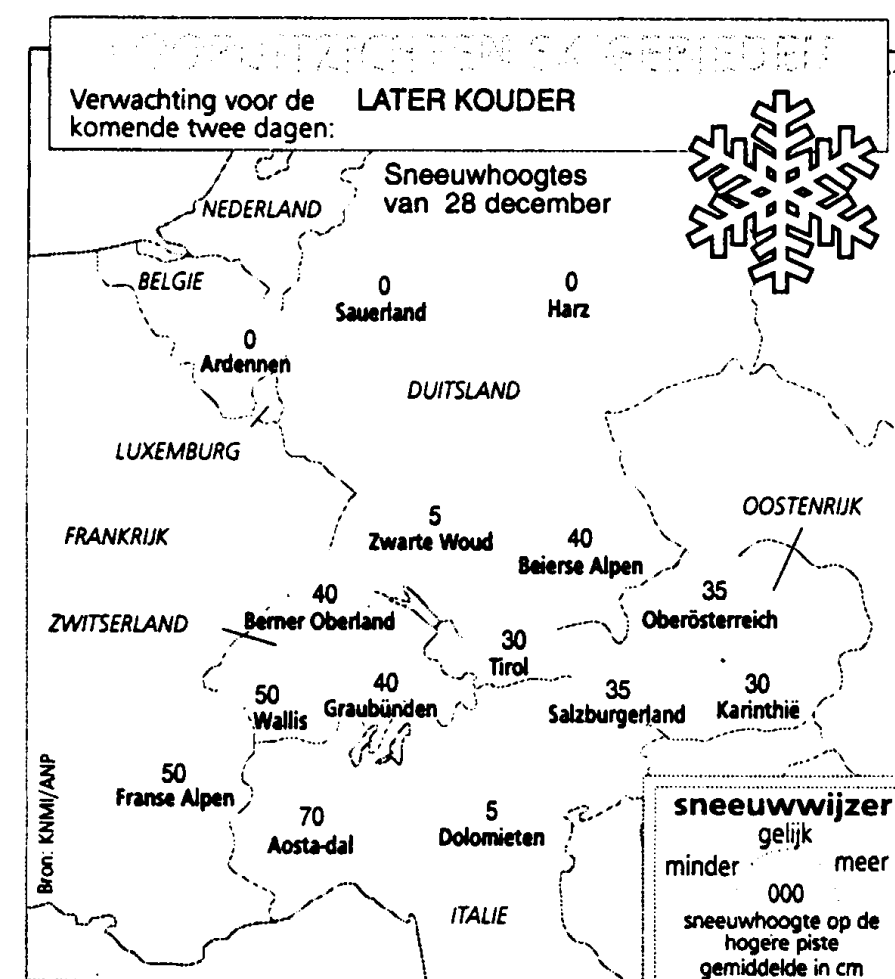 Verwachting voor de LATER KOUDER
komende twee dagen:
Sneeuwhoogtes
van 28 december
NEDERLAND
BELGIE
0
Sauerland
0
Harz
0
Ardennen
DUITSLAND
LUXEMBURG
FRANKRIJK
5
Zwarte Woud
40
Beierse Alpen
OOSTENRIJK
ZWITSERLAND
40
Berner Oberland
35
Oberösterreich
30
Tirol
50
Wallis
40
Graubünden
35
Salzburgerland
30
Karinthië
50
Franse Alpen
70
Aosta-dal
5
Dolomieten
ITALIE
Bron: KNMI/ANP
sneeuwwijzer
gelijk
minder meer
000
sneeuwhoogte op de
hogere piste
gemiddelde in cm